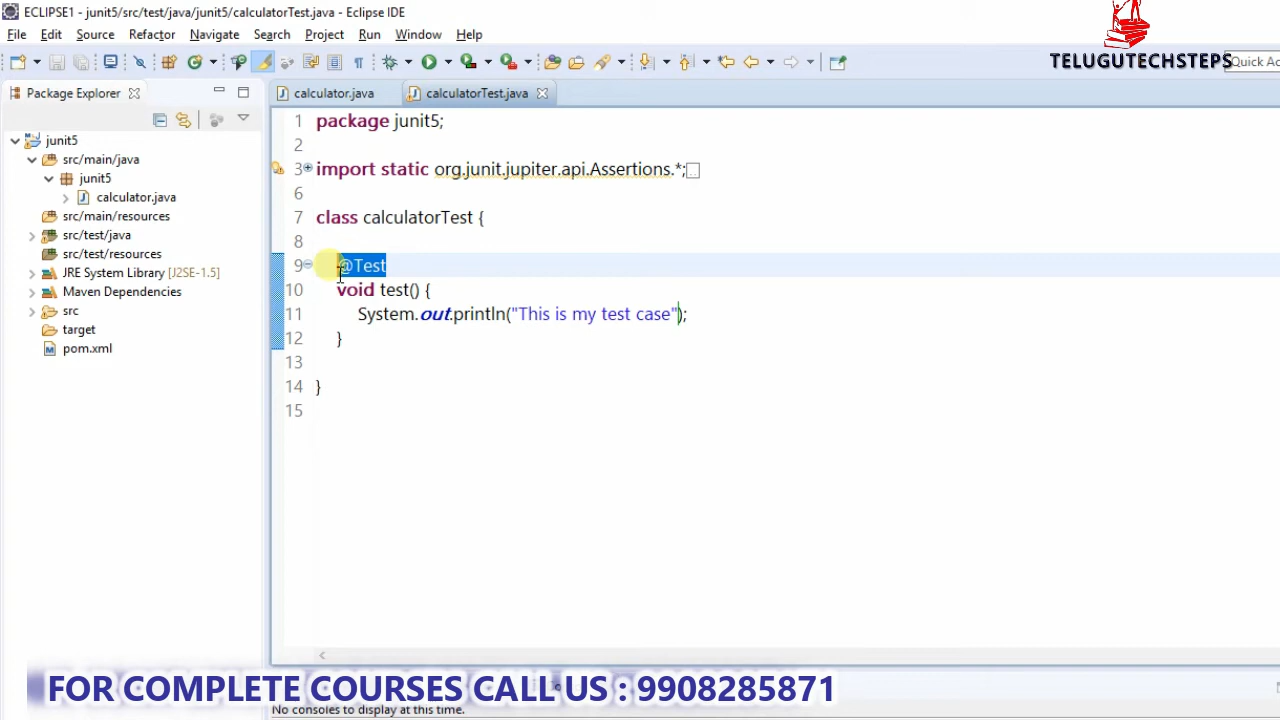 ECLIPSE1 - junit5/src/test/java/junit5/calculatorTest.java - Eclipse IDE
File Edit Source Refactor Navigate Search Project Run Window Help
TELUGUTECHSTEPS
Quick Ac
Package Explorer
calculator.java
calculatorTest.java
junit5
src/main/java
junit5
calculator.java
src/main/resources
src/test/java
src/test/resources
JRE System Library [J2SE-1.5]
Maven Dependencies
src
target
pom.xml
1 package junit5;
2
3 import static org.junit.jupiter.api.Assertions.*;
6
7 class calculatorTest {
8
9 @Test
10 void test() {
11 System.out.println("This is my test case");
12 }
13
14 }
15
FOR COMPLETE COURSES CALL US : 9908285871
No consoles to display at this time.